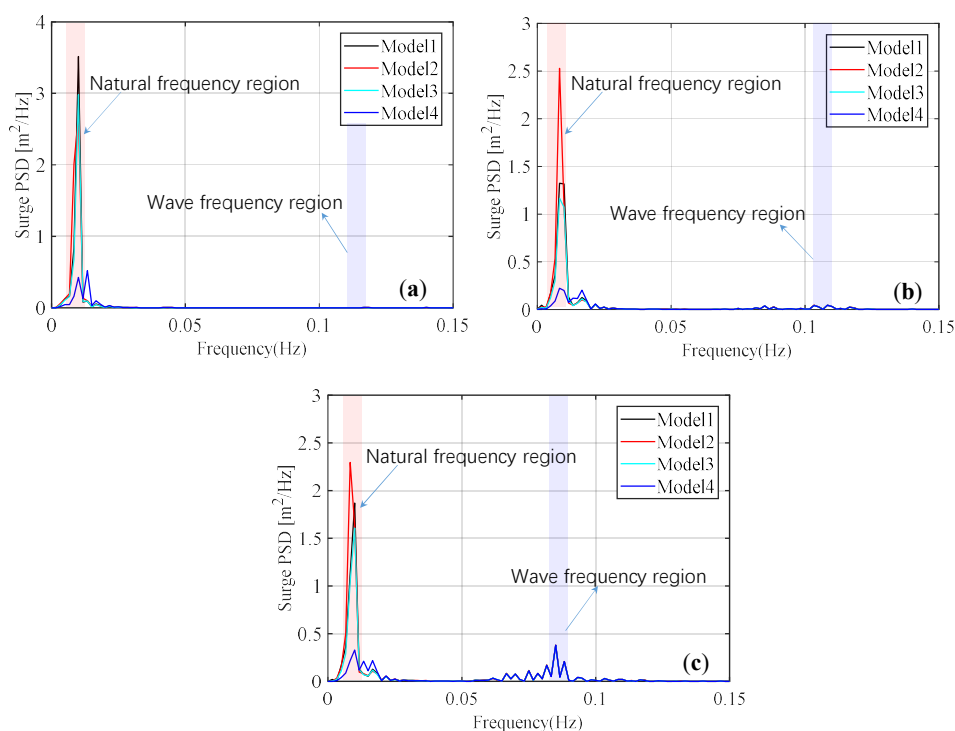 4
3
2
1
0
Surge PSD [m²/Hz]
Natural frequency region
Wave frequency region
Model1
Model2
Model3
Model4
(a)
0
0.05
0.1
0.15
Frequency(Hz)
3
2.5
2
1.5
1
0.5
0
Surge PSD [m²/Hz]
Natural frequency region
Wave frequency region
Model1
Model2
Model3
Model4
(b)
0
0.05
0.1
0.15
Frequency(Hz)
3
2.5
2
1.5
1
0.5
0
Surge PSD [m²/Hz]
Natural frequency region
Wave frequency region
Model1
Model2
Model3
Model4
(c)
0
0.05
0.1
0.15
Frequency(Hz)